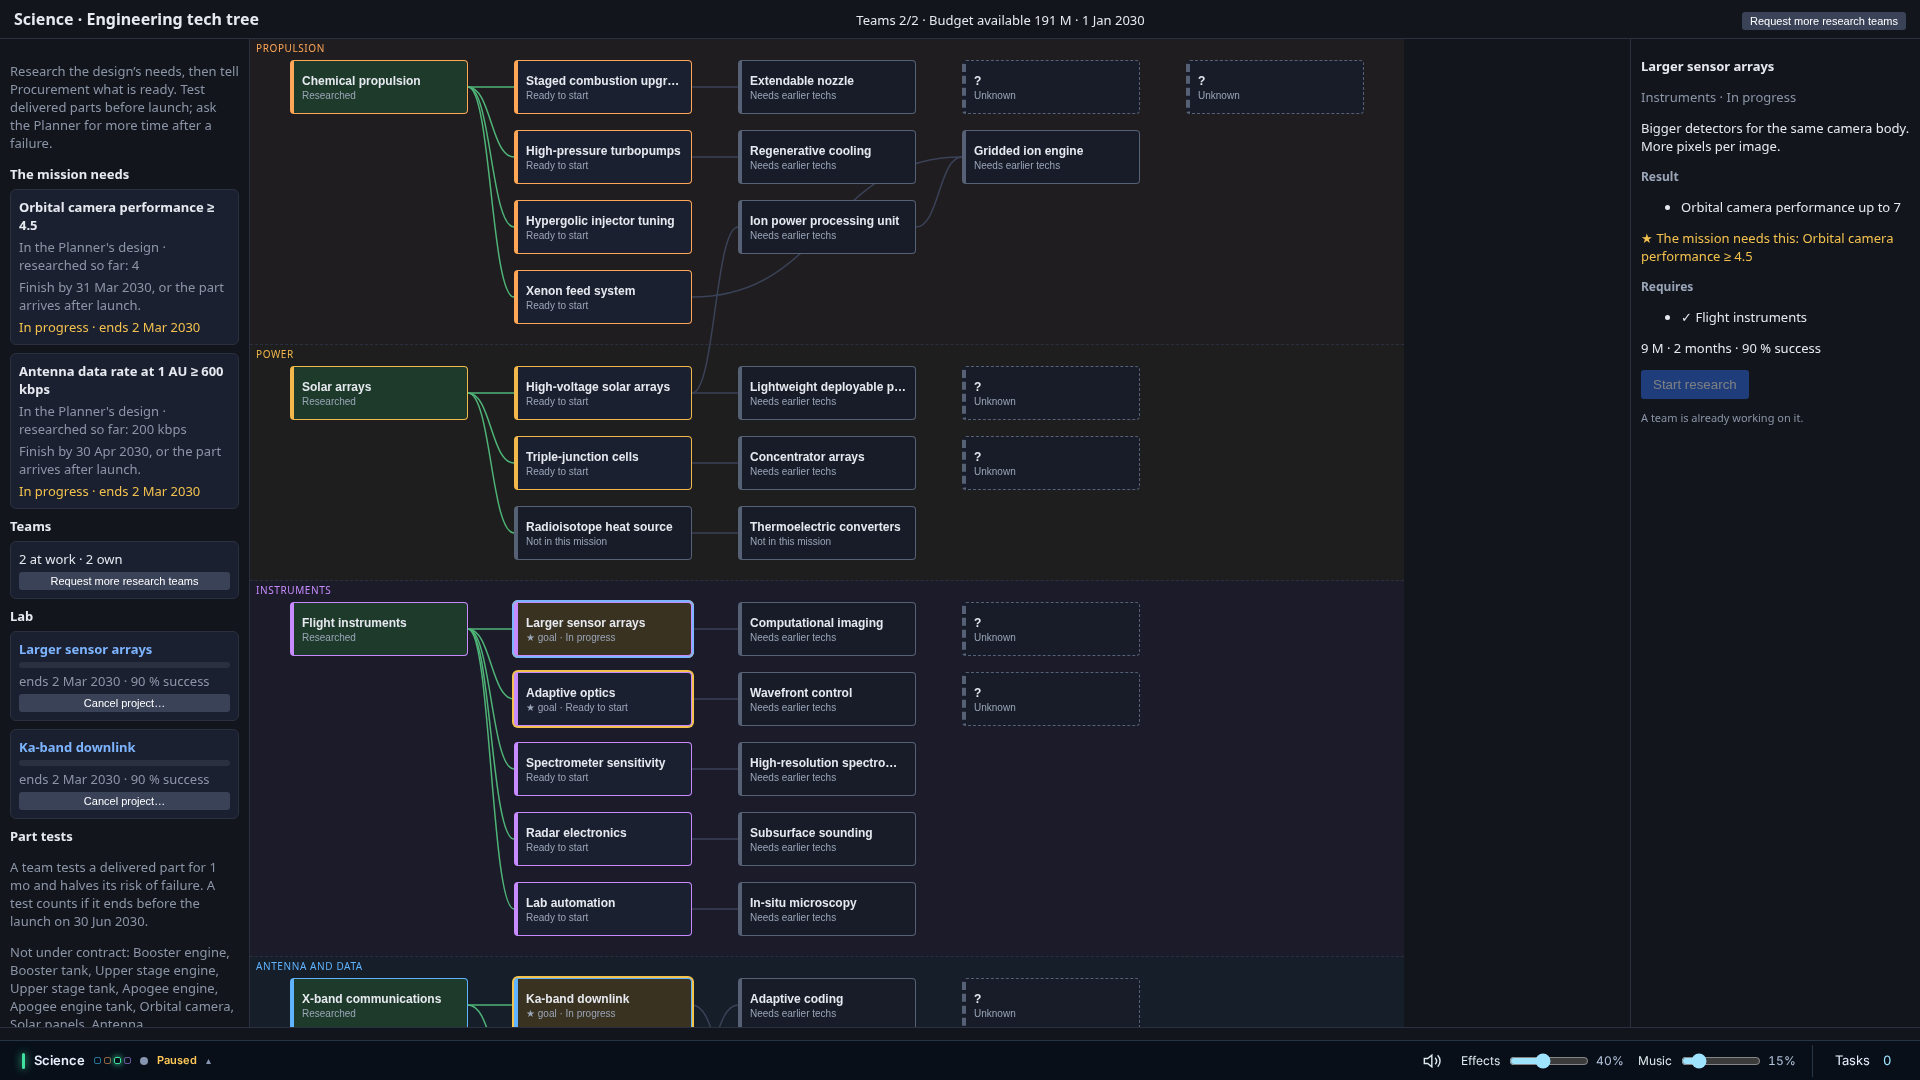 Science · Engineering tech tree
Teams 2/2 · Budget available 191 M · 1 Jan 2030
Request more research teams
Research the design's needs, then tell
Procurement what is ready. Test
delivered parts before launch; ask
the Planner for more time after a
failure.
The mission needs
Orbital camera performance ≥
4.5
In the Planner's design ·
researched so far: 4
Finish by 31 Mar 2030, or the part
arrives after launch.
In progress · ends 2 Mar 2030
Antenna data rate at 1 AU ≥ 600
kbps
In the Planner's design ·
researched so far: 200 kbps
Finish by 30 Apr 2030, or the part
arrives after launch.
In progress · ends 2 Mar 2030
Teams
2 at work · 2 own
Request more research teams
Lab
Larger sensor arrays
ends 2 Mar 2030 · 90 % success
Cancel project…
Ka-band downlink
ends 2 Mar 2030 · 90 % success
Cancel project…
Part tests
A team tests a delivered part for 1
mo and halves its risk of failure. A
test counts if it ends before the
launch on 30 Jun 2030.
Not under contract: Booster engine,
Booster tank, Upper stage engine,
Upper stage tank, Apogee engine,
Apogee engine tank, Orbital camera,
Solar panels, Antenna
PROPULSION
Chemical propulsion
Researched
Staged combustion upgr…
Ready to start
Extendable nozzle
Needs earlier techs
?
Unknown
?
Unknown
High-pressure turbopumps
Ready to start
Regenerative cooling
Needs earlier techs
Gridded ion engine
Needs earlier techs
Hypergolic injector tuning
Ready to start
Ion power processing unit
Needs earlier techs
Xenon feed system
Ready to start
POWER
Solar arrays
Researched
High-voltage solar arrays
Ready to start
Lightweight deployable p…
Needs earlier techs
?
Unknown
Triple-junction cells
Ready to start
Concentrator arrays
Needs earlier techs
?
Unknown
Radioisotope heat source
Not in this mission
Thermoelectric converters
Not in this mission
INSTRUMENTS
Flight instruments
Researched
Larger sensor arrays
★ goal · In progress
Computational imaging
Needs earlier techs
?
Unknown
Adaptive optics
★ goal · Ready to start
Wavefront control
Needs earlier techs
?
Unknown
Spectrometer sensitivity
Ready to start
High-resolution spectro…
Needs earlier techs
Radar electronics
Ready to start
Subsurface sounding
Needs earlier techs
Lab automation
Ready to start
In-situ microscopy
Needs earlier techs
ANTENNA AND DATA
X-band communications
Researched
Ka-band downlink
★ goal · In progress
Adaptive coding
Needs earlier techs
?
Unknown
Larger sensor arrays
Instruments · In progress
Bigger detectors for the same camera body.
More pixels per image.
Result
• Orbital camera performance up to 7
★ The mission needs this: Orbital camera
performance ≥ 4.5
Requires
• ✓ Flight instruments
9 M · 2 months · 90 % success
Start research
A team is already working on it.
Science
Paused
Effects
40%
Music
15%
Tasks
0